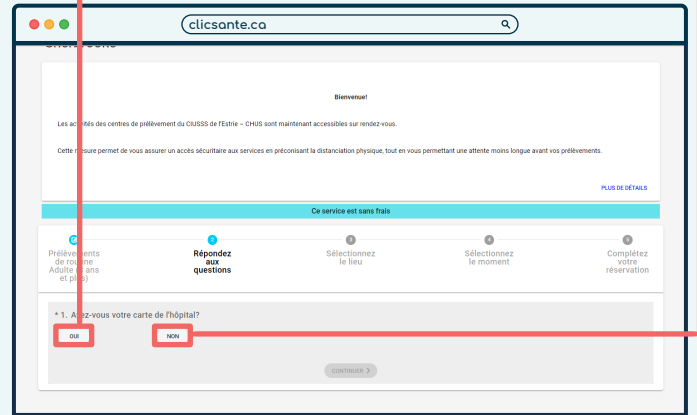 clicsante.ca
Bienvenue!
Les activités des centres de prélèvement du CIUSSS de l'Estrie – CHUS sont maintenant accessibles sur rendez-vous.
Cette mesure permet de vous assurer un accès sécuritaire aux services en préconisant la distanciation physique, tout en vous permettant une attente moins longue avant vos prélèvements.
PLUS DE DÉTAILS
Ce service est sans frais
2
3
4
5
Prélèvements
de routine
Adulte ans
et plus)
Répondez
aux
questions
Sélectionnez
le lieu
Sélectionnez
le moment
Complétez
votre
réservation
* 1. Avez-vous votre carte de l'hôpital?
OUI
NON
CONTINUER >